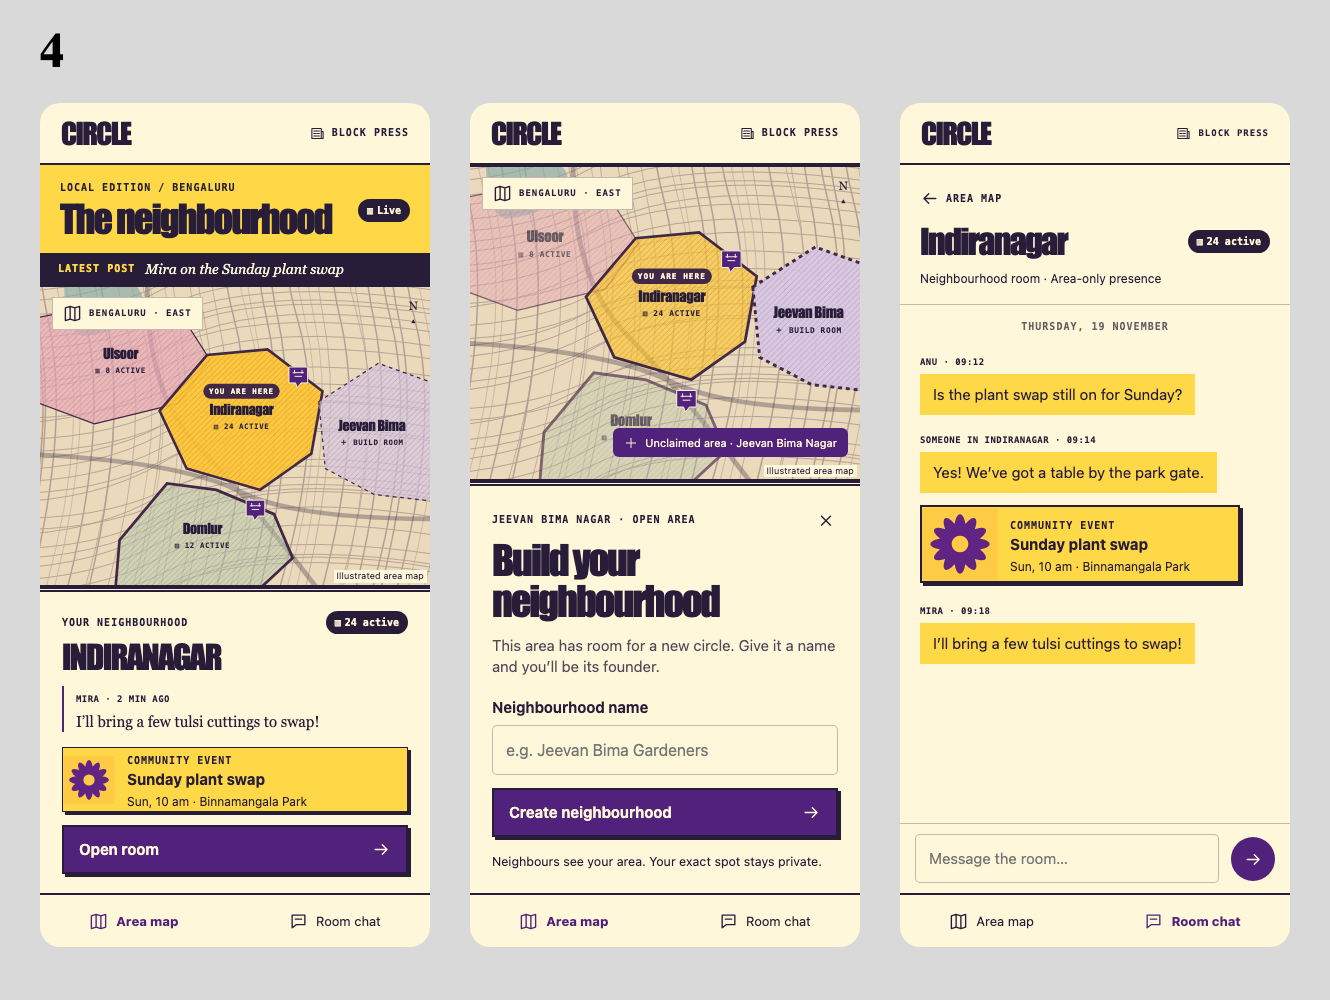 4
CIRCLE
BLOCK PRESS
LOCAL EDITION / BENGALURU
The neighbourhood
Live
LATEST POST Mira on the Sunday plant swap
BENGALURU · EAST
N
Ulsoor
8 ACTIVE
YOU ARE HERE
Indiranagar
24 ACTIVE
Jeevan Bima
+ BUILD ROOM
Domlur
12 ACTIVE
Illustrated area map
YOUR NEIGHBOURHOOD
24 active
INDIRANAGAR
MIRA · 2 MIN AGO
I’ll bring a few tulsi cuttings to swap!
COMMUNITY EVENT
Sunday plant swap
Sun, 10 am · Binnamangala Park
Open room
Area map
Room chat
CIRCLE
BLOCK PRESS
BENGALURU · EAST
N
Ulsoor
8 ACTIVE
YOU ARE HERE
Indiranagar
24 ACTIVE
Jeevan Bima
+ BUILD ROOM
Domlur
+ Unclaimed area · Jeevan Bima Nagar
Illustrated area map
JEEVAN BIMA NAGAR · OPEN AREA
Build your
neighbourhood
This area has room for a new circle. Give it a name
and you’ll be its founder.
Neighbourhood name
e.g. Jeevan Bima Gardeners
Create neighbourhood
Neighbours see your area. Your exact spot stays private.
Area map
Room chat
CIRCLE
BLOCK PRESS
AREA MAP
Indiranagar
24 active
Neighbourhood room · Area-only presence
THURSDAY, 19 NOVEMBER
ANU · 09:12
Is the plant swap still on for Sunday?
SOMEONE IN INDIRANAGAR · 09:14
Yes! We’ve got a table by the park gate.
COMMUNITY EVENT
Sunday plant swap
Sun, 10 am · Binnamangala Park
MIRA · 09:18
I’ll bring a few tulsi cuttings to swap!
Message the room...
Area map
Room chat